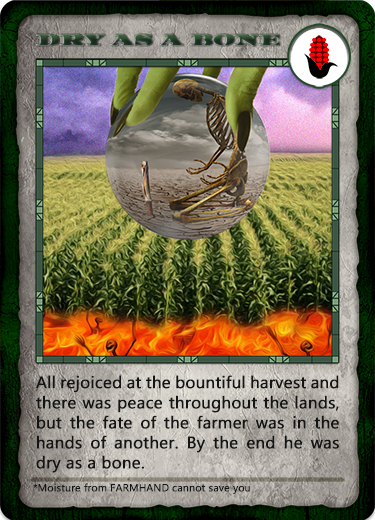 DRY AS A BONE
All rejoiced at the bountiful harvest and
there was peace throughout the lands,
but the fate of the farmer was in the
hands of another. By the end he was
dry as a bone.
*Moisture from FARMHAND cannot save you